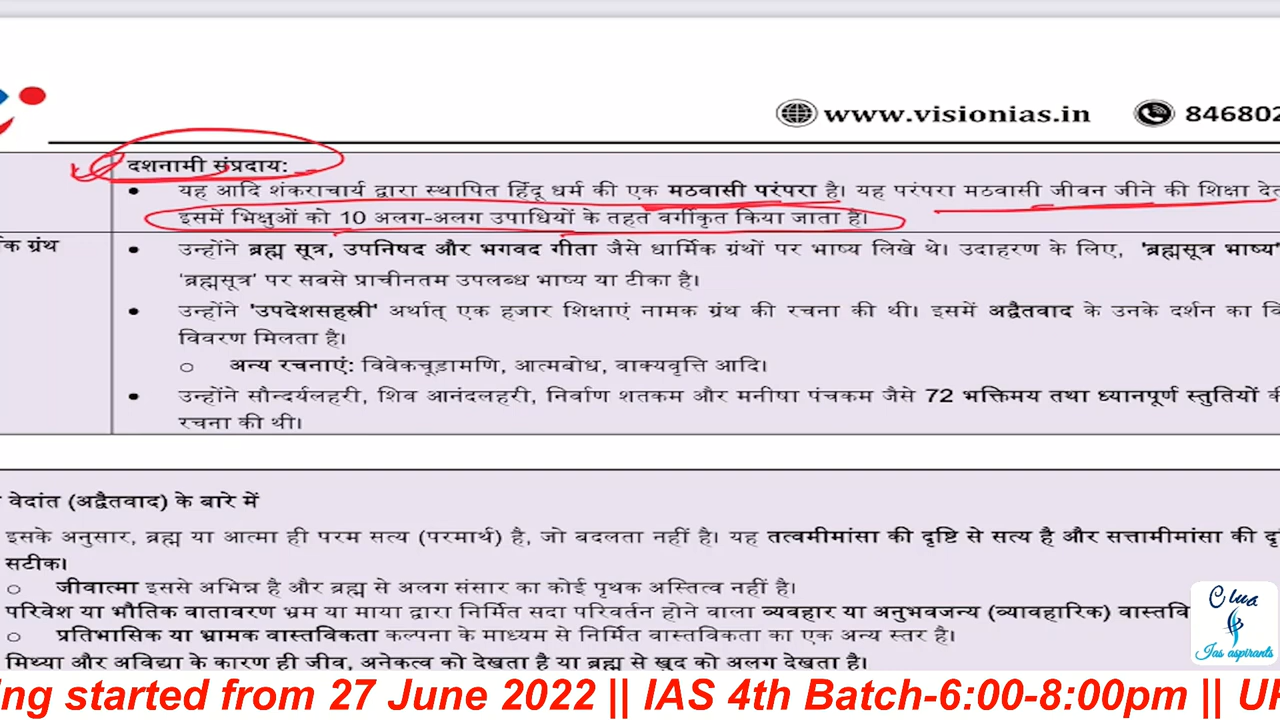 www.visionias.in 846802
दशनामी संप्रदाय:
• यह आदि शंकराचार्य द्वारा स्थापित हिंदू धर्म की एक मठवासी परंपरा है। यह परंपरा मठवासी जीवन जीने की शिक्षा देत
इसमें भिक्षुओं को 10 अलग-अलग उपाधियों के तहत वर्गीकृत किया जाता है।
क ग्रंथ • उन्होंने ब्रह्म सूत्र, उपनिषद और भगवद गीता जैसे धार्मिक ग्रंथों पर भाष्य लिखे थे। उदाहरण के लिए, 'ब्रह्मसूत्र भाष्य'
'ब्रह्मसूत्र' पर सबसे प्राचीनतम उपलब्ध भाष्य या टीका है।
• उन्होंने 'उपदेशसहस्री' अर्थात् एक हजार शिक्षाएं नामक ग्रंथ की रचना की थी। इसमें अद्वैतवाद के उनके दर्शन का वि
विवरण मिलता है।
○ अन्य रचनाएं: विवेकचूड़ामणि, आत्मबोध, वाक्यवृत्ति आदि।
• उन्होंने सौन्दर्यलहरी, शिव आनंदलहरी, निर्वाण शतकम और मनीषा पंचकम जैसे 72 भक्तिमय तथा ध्यानपूर्ण स्तुतियों क
रचना की थी।
वेदांत (अद्वैतवाद) के बारे में
इसके अनुसार, ब्रह्म या आत्मा ही परम सत्य (परमार्थ) है, जो बदलता नहीं है। यह तत्वमीमांसा की दृष्टि से सत्य है और सत्तामीमांसा की दृ
सटीक।
○ जीवात्मा इससे अभिन्न है और ब्रह्म से अलग संसार का कोई पृथक अस्तित्व नहीं है।
परिवेश या भौतिक वातावरण भ्रम या माया द्वारा निर्मित सदा परिवर्तन होने वाला व्यवहार या अनुभवजन्य (व्यावहारिक) वास्तवि
○ प्रतिभासिक या भ्रामक वास्तविकता कल्पना के माध्यम से निर्मित वास्तविकता का एक अन्य स्तर है।
मिथ्या और अविद्या के कारण ही जीव, अनेकत्व को देखता है या ब्रह्म से खुद को अलग देखता है।
Clue
Ias aspirants
ing started from 27 June 2022 || IAS 4th Batch-6:00-8:00pm || U